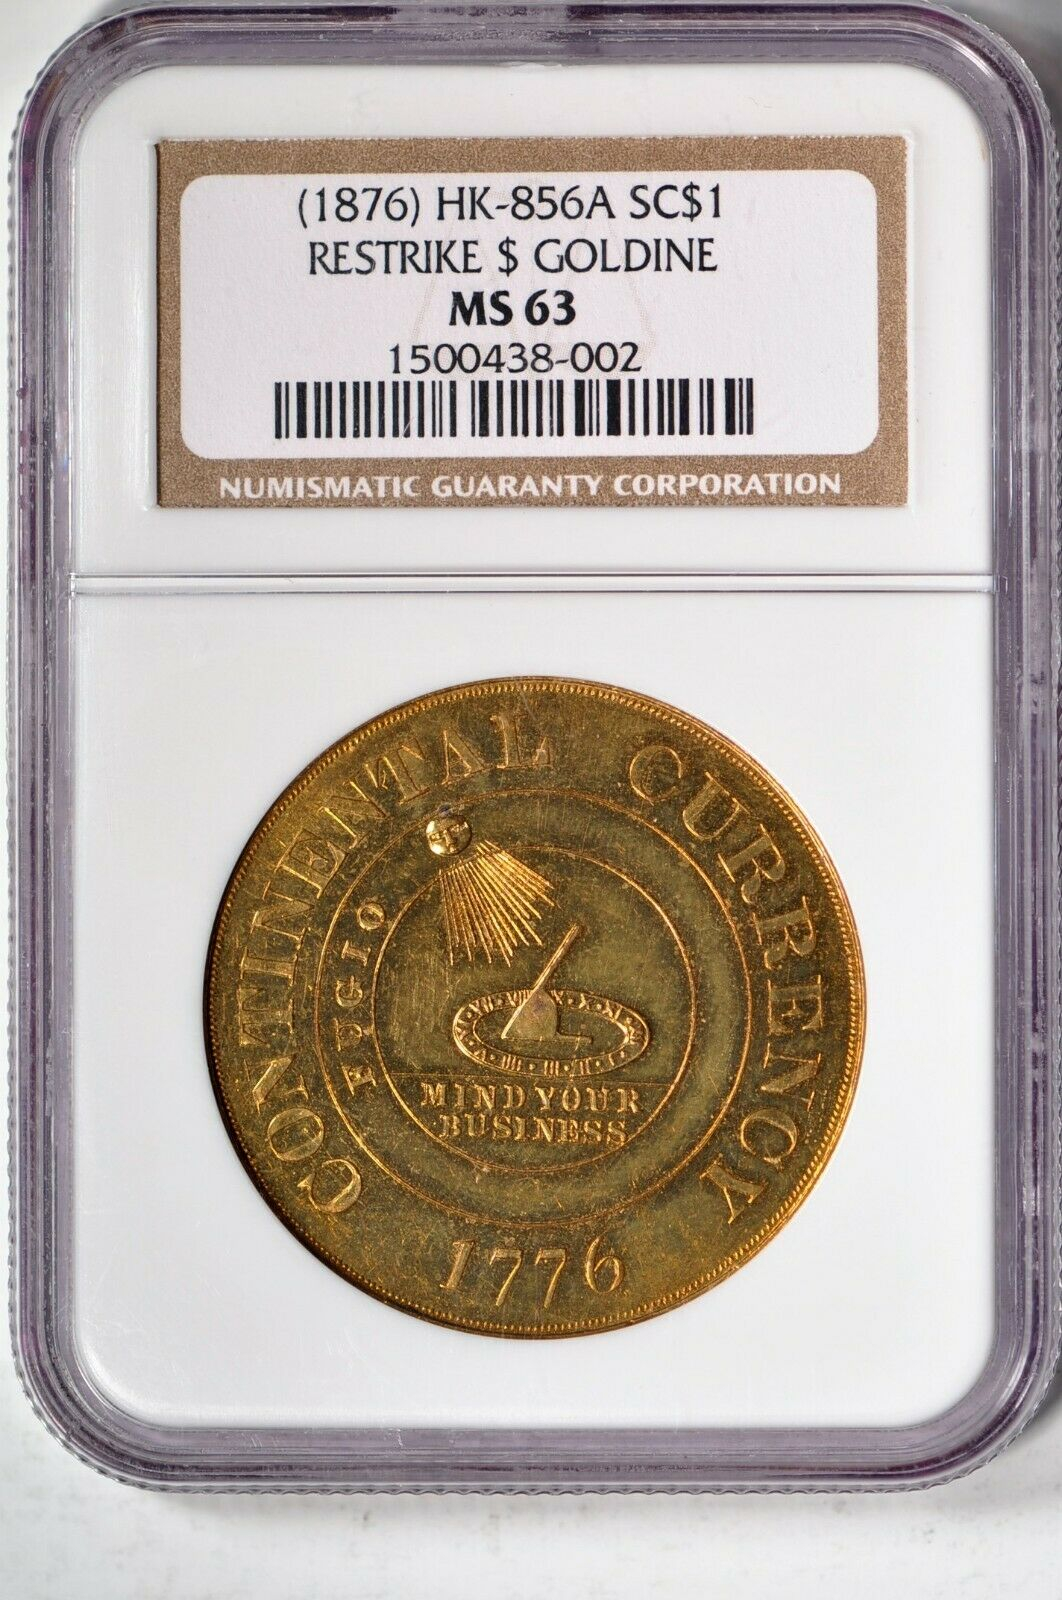 (1876) HK-856A SC$1
RESTRIKE $ GOLDINE
MS 63
1500438-002
NUMISMATIC GUARANTY CORPORATION
CONTINENTAL CURRENCY
FUGIO
MIND YOUR
BUSINESS
1776